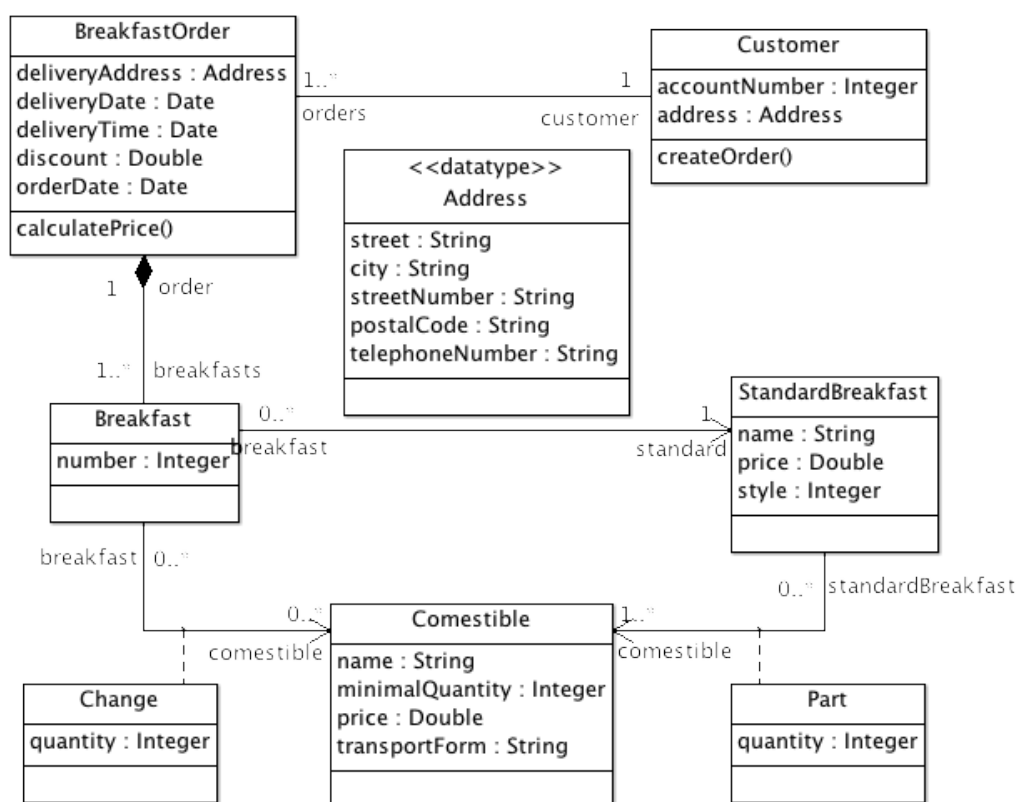 BreakfastOrder
deliveryAddress : Address
deliveryDate : Date
deliveryTime : Date
discount : Double
orderDate : Date
calculatePrice()
1..*
orders
1
customer
Customer
accountNumber : Integer
address : Address
createOrder()
<<datatype>>
Address
street : String
city : String
streetNumber : String
postalCode : String
telephoneNumber : String
1
order
1..*
breakfasts
Breakfast
number : Integer
0..*
breakfast
1
standard
StandardBreakfast
name : String
price : Double
style : Integer
breakfast
0..*
0..*
comestible
Comestible
name : String
minimalQuantity : Integer
price : Double
transportForm : String
1..*
comestible
0..*
standardBreakfast
Change
quantity : Integer
Part
quantity : Integer